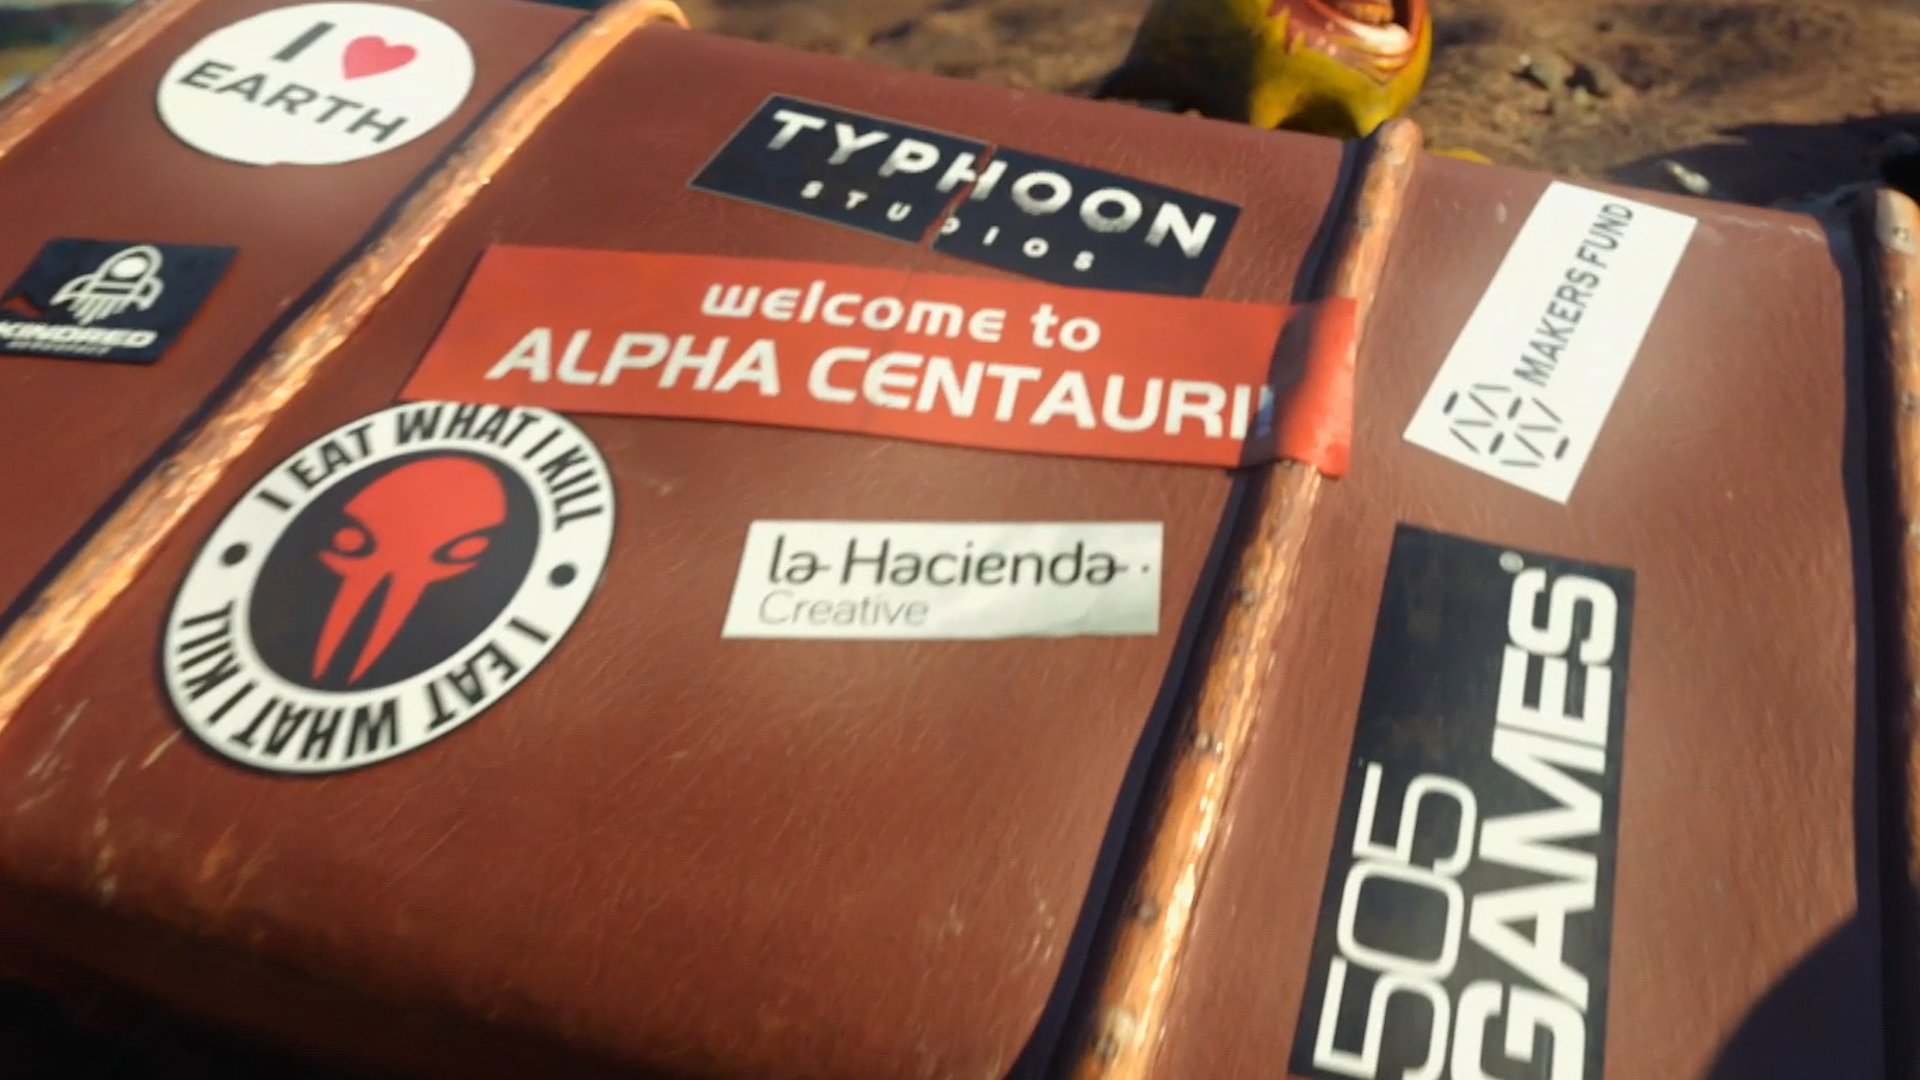 I ❤
EARTH
TYPHOON
STUDIOS
KINDRED
welcome to
ALPHA CENTAURI!
MAKERS FUND
I EAT WHAT I KILL
I EAT WHAT I KILL
la Hacienda
Creative
505
GAMES